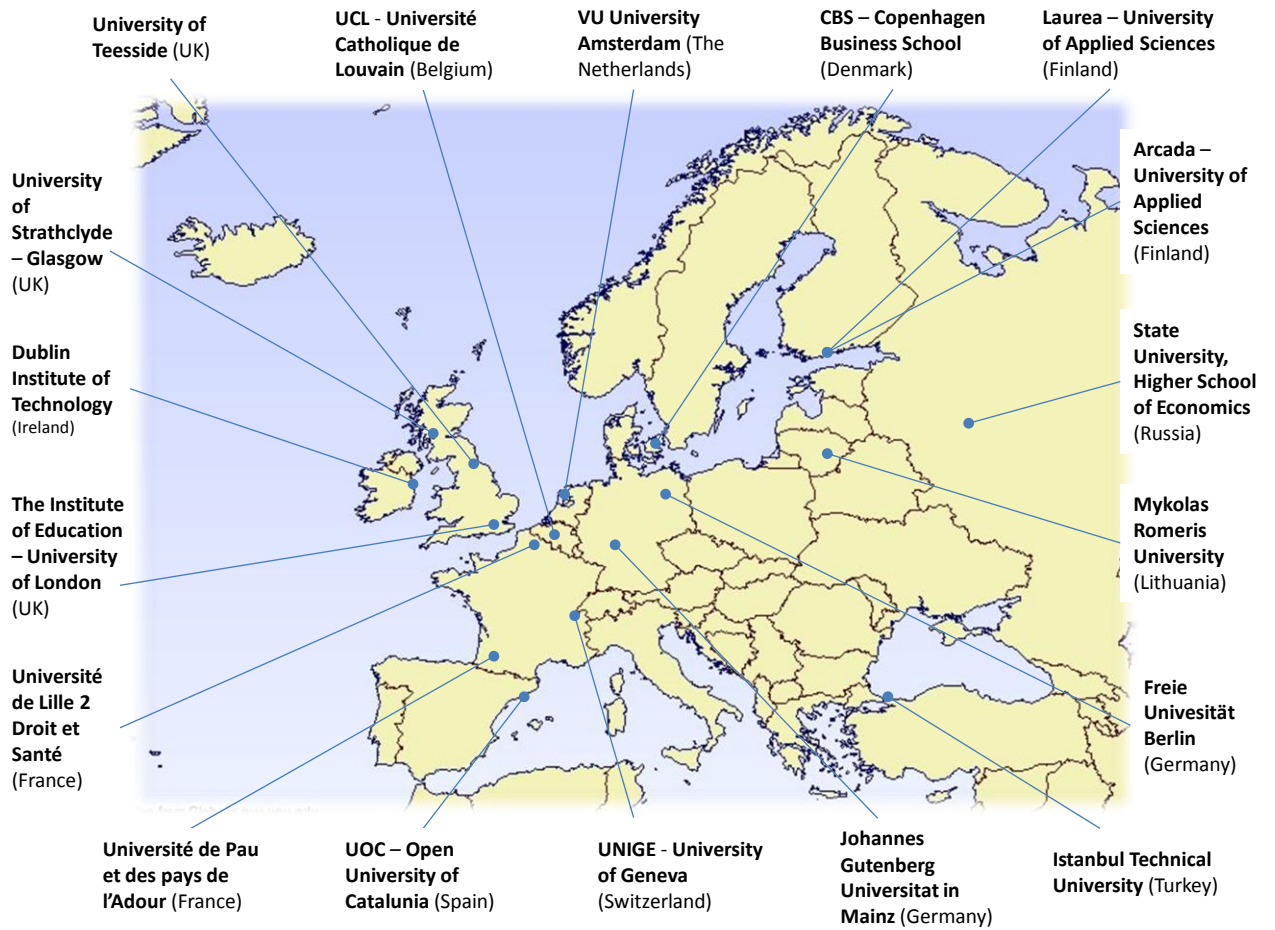 University of
Teesside (UK)
UCL - Université
Catholique de
Louvain (Belgium)
VU University
Amsterdam (The
Netherlands)
CBS – Copenhagen
Business School
(Denmark)
Laurea – University
of Applied Sciences
(Finland)
Arcada –
University of
Applied
Sciences
(Finland)
University
of
Strathclyde
– Glasgow
(UK)
State
University,
Higher School
of Economics
(Russia)
Dublin
Institute of
Technology
(Ireland)
Mykolas
Romeris
University
(Lithuania)
The Institute
of Education
– University
of London
(UK)
Université
de Lille 2
Droit et
Santé
(France)
Freie
Univesität
Berlin
(Germany)
Université de Pau
et des pays de
l’Adour (France)
UOC – Open
University of
Catalunia (Spain)
UNIGE - University
of Geneva
(Switzerland)
Johannes
Gutenberg
Universitat in
Mainz (Germany)
Istanbul Technical
University (Turkey)